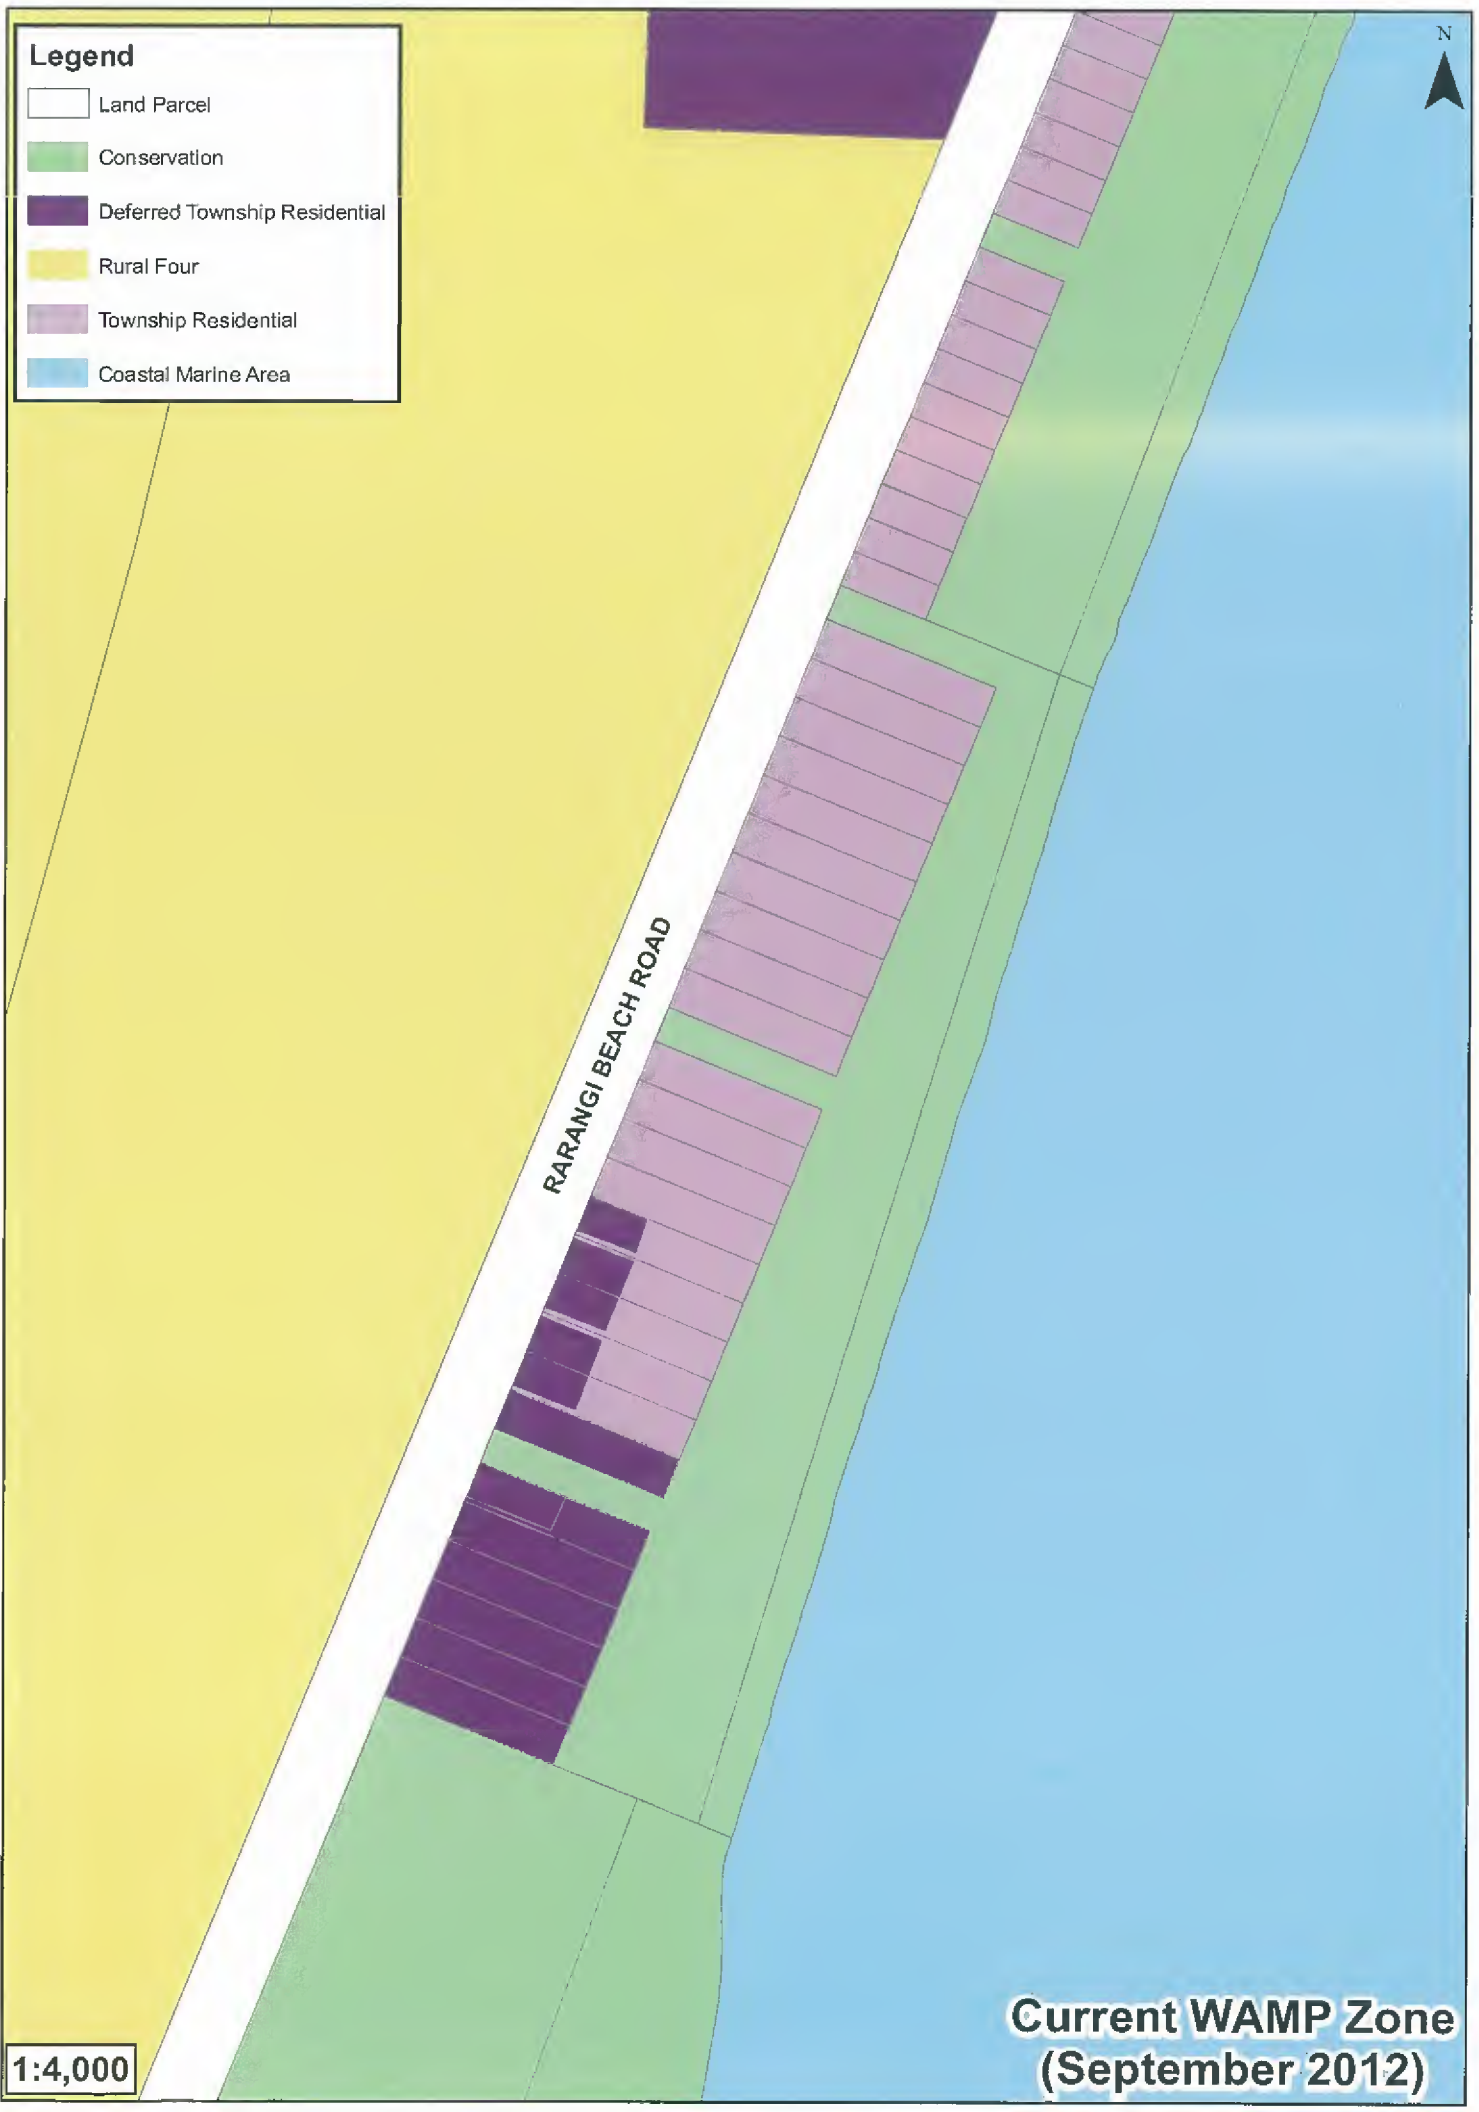 Legend
Land Parcel
Conservation
Deferred Township Residential
Rural Four
Township Residential
Coastal Marine Area
N
RARANGI BEACH ROAD
Current WAMP Zone
(September 2012)
1:4,000